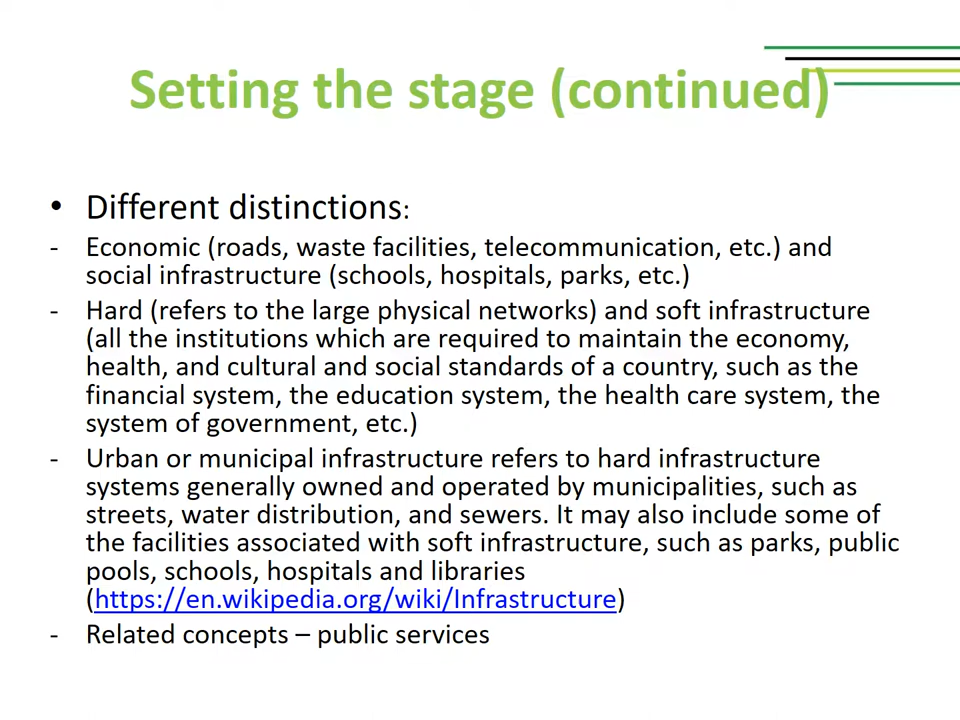 Setting the stage (continued)
• Different distinctions:
- Economic (roads, waste facilities, telecommunication, etc.) and
social infrastructure (schools, hospitals, parks, etc.)
- Hard (refers to the large physical networks) and soft infrastructure
(all the institutions which are required to maintain the economy,
health, and cultural and social standards of a country, such as the
financial system, the education system, the health care system, the
system of government, etc.)
- Urban or municipal infrastructure refers to hard infrastructure
systems generally owned and operated by municipalities, such as
streets, water distribution, and sewers. It may also include some of
the facilities associated with soft infrastructure, such as parks, public
pools, schools, hospitals and libraries
(https://en.wikipedia.org/wiki/Infrastructure)
- Related concepts – public services